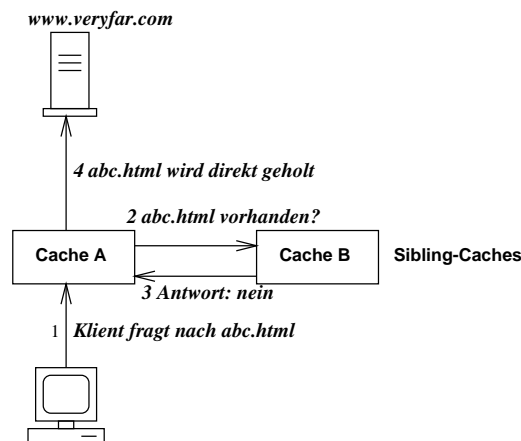 www.veryfar.com
4 abc.html wird direkt geholt
2 abc.html vorhanden?
Cache A
Cache B
Sibling-Caches
3 Antwort: nein
1 Klient fragt nach abc.html